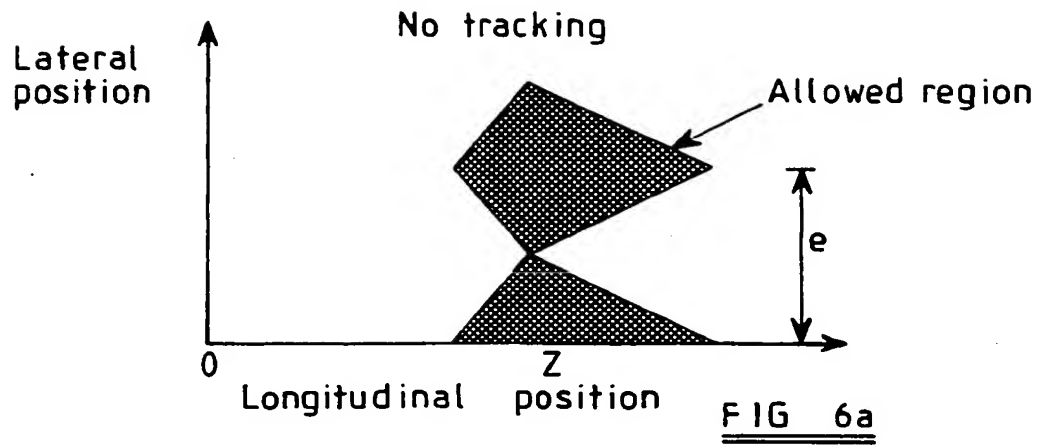 No tracking
Lateral
position
Allowed region
e
0
Z
Longitudinal position
FIG 6a